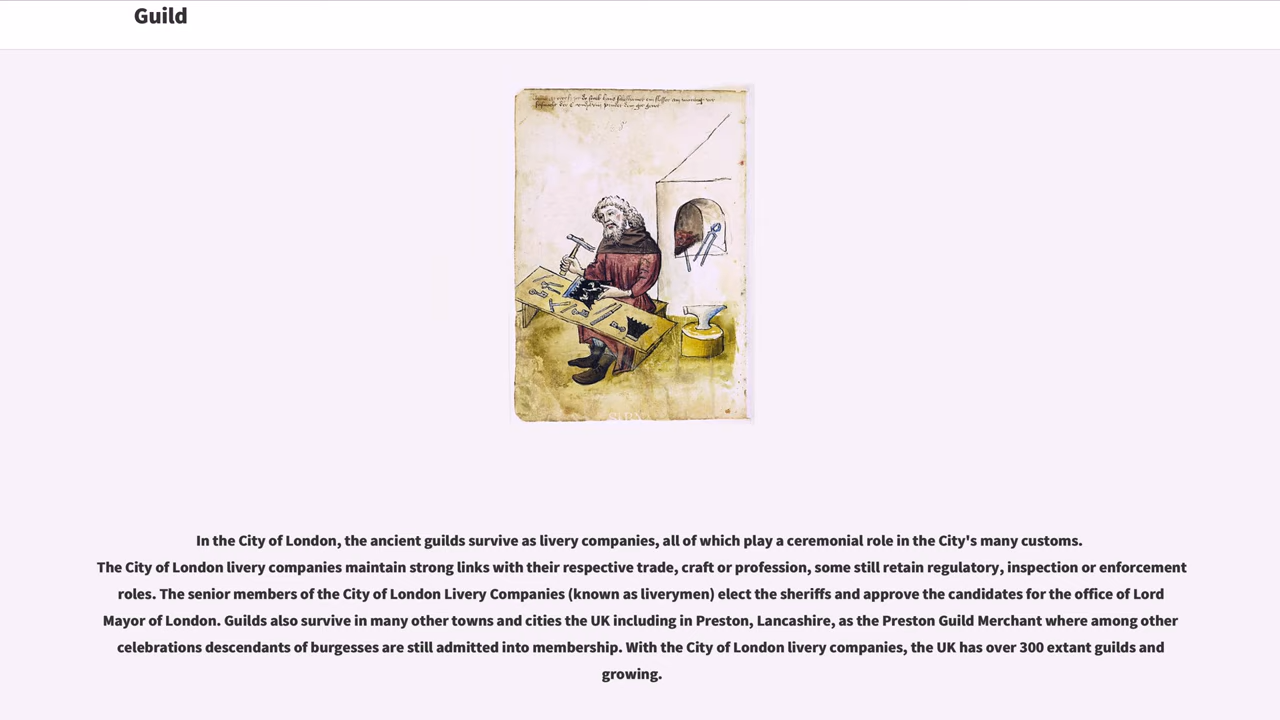 Guild
In the City of London, the ancient guilds survive as livery companies, all of which play a ceremonial role in the City's many customs.
The City of London livery companies maintain strong links with their respective trade, craft or profession, some still retain regulatory, inspection or enforcement
roles. The senior members of the City of London Livery Companies (known as liverymen) elect the sheriffs and approve the candidates for the office of Lord
Mayor of London. Guilds also survive in many other towns and cities the UK including in Preston, Lancashire, as the Preston Guild Merchant where among other
celebrations descendants of burgesses are still admitted into membership. With the City of London livery companies, the UK has over 300 extant guilds and
growing.